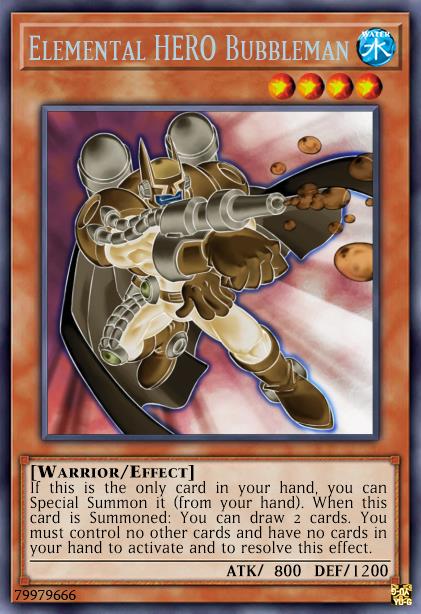 Elemental HERO Bubbleman
WATER
水
[Warrior/Effect]
If this is the only card in your hand, you can
Special Summon it (from your hand). When this
card is Summoned: You can draw 2 cards. You
must control no other cards and have no cards in
your hand to activate and to resolve this effect.
ATK/ 800 DEF/1200
79979666